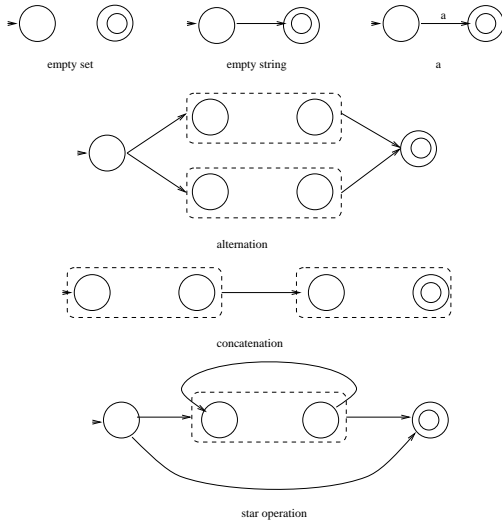 a
empty set
empty string
a
alternation
concatenation
star operation